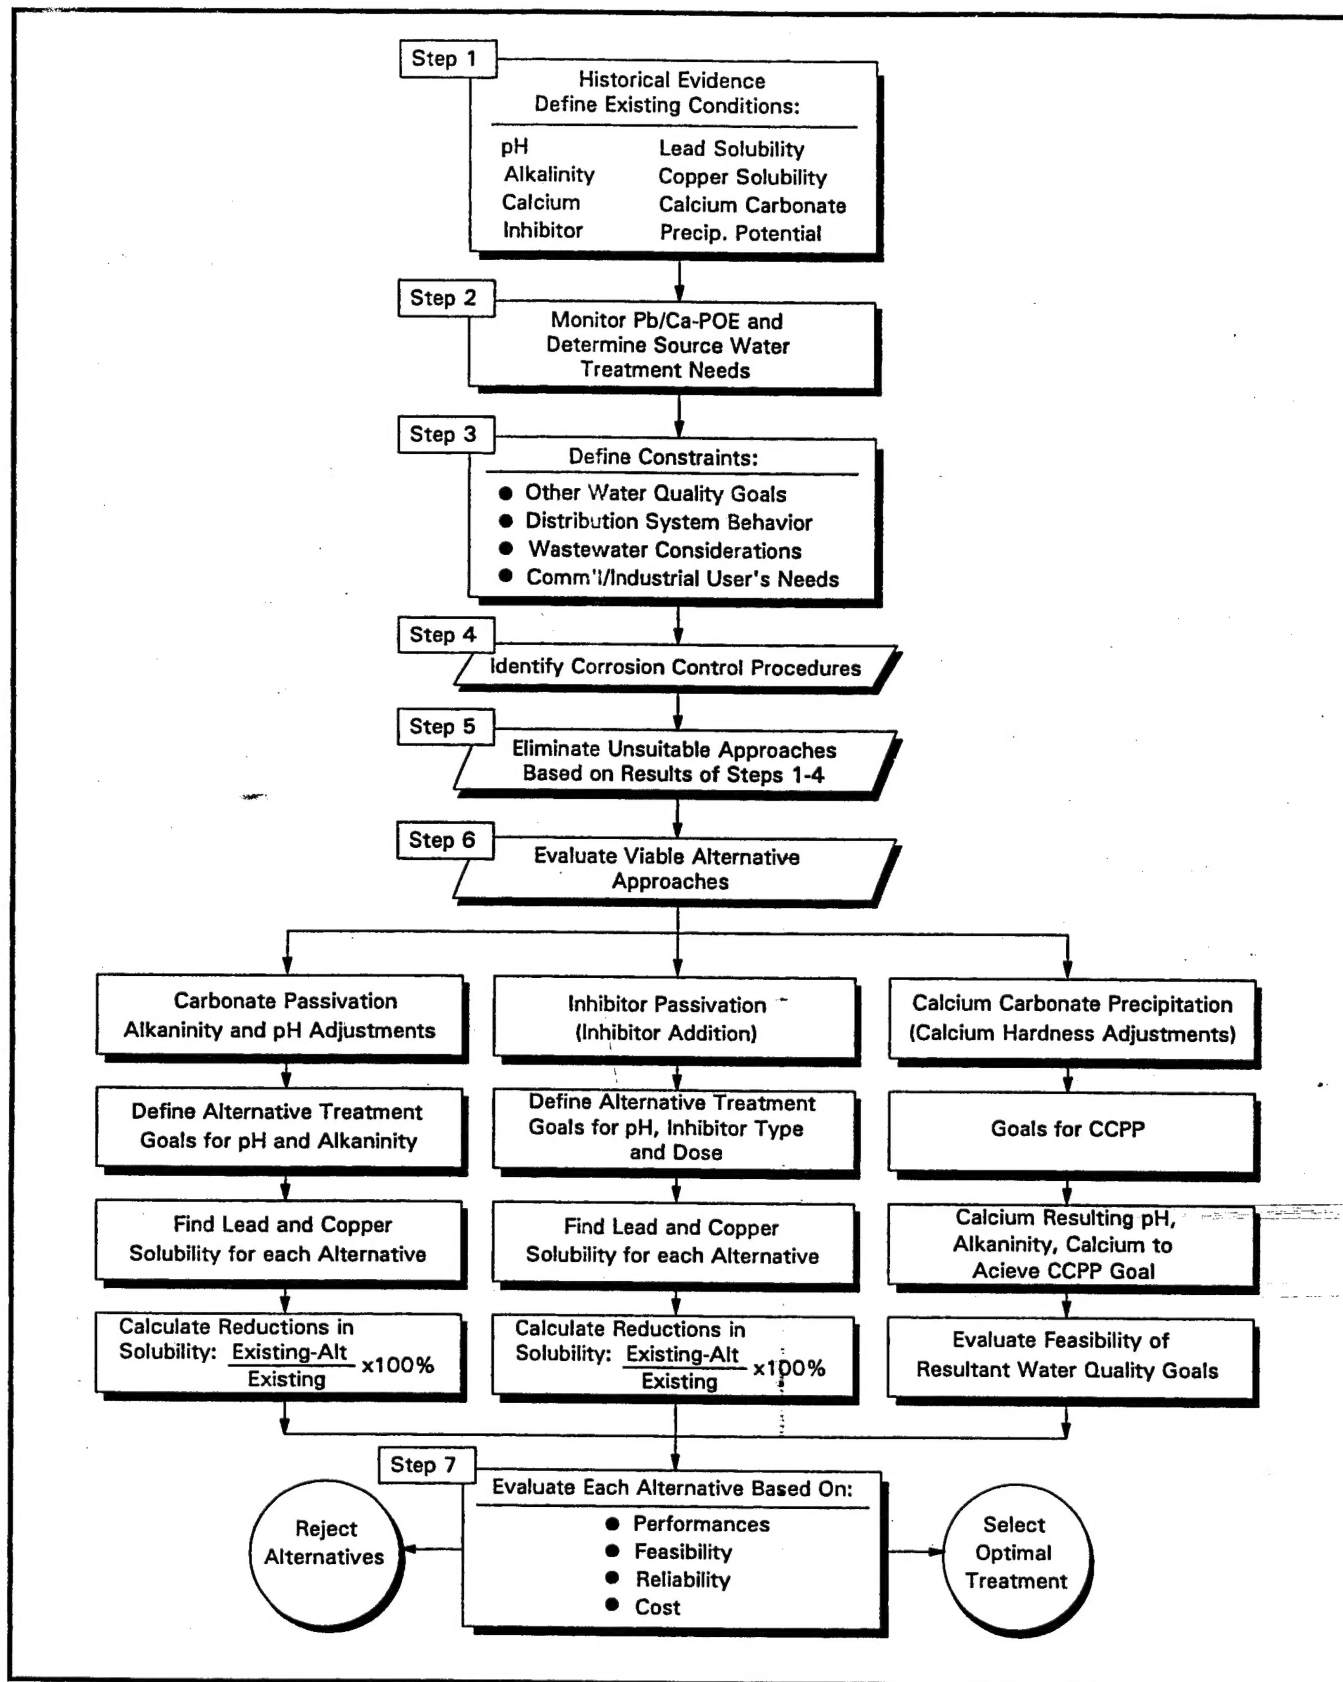 Step 1
Historical Evidence
Define Existing Conditions:
pH
Alkalinity
Calcium
Inhibitor
Lead Solubility
Copper Solubility
Calcium Carbonate
Precip. Potential
Step 2
Monitor Pb/Ca-POE and
Determine Source Water
Treatment Needs
Step 3
Define Constraints:
● Other Water Quality Goals
● Distribution System Behavior
● Wastewater Considerations
● Comm'l/Industrial User's Needs
Step 4
Identify Corrosion Control Procedures
Step 5
Eliminate Unsuitable Approaches
Based on Results of Steps 1-4
Step 6
Evaluate Viable Alternative
Approaches
Carbonate Passivation
Alkaninity and pH Adjustments
Define Alternative Treatment
Goals for pH and Alkaninity
Find Lead and Copper
Solubility for each Alternative
Calculate Reductions in
Solubility: Existing-Alt x100%
Existing
Inhibitor Passivation
(Inhibitor Addition)
Define Alternative Treatment
Goals for pH, Inhibitor Type
and Dose
Find Lead and Copper
Solubility for each Alternative
Calculate Reductions in
Solubility: Existing-Alt x100%
Existing
Calcium Carbonate Precipitation
(Calcium Hardness Adjustments)
Goals for CCPP
Calcium Resulting pH,
Alkaninity, Calcium to
Acieve CCPP Goal
Evaluate Feasibility of
Resultant Water Quality Goals
Step 7
Evaluate Each Alternative Based On:
● Performances
● Feasibility
● Reliability
● Cost
Reject
Alternatives
Select
Optimal
Treatment